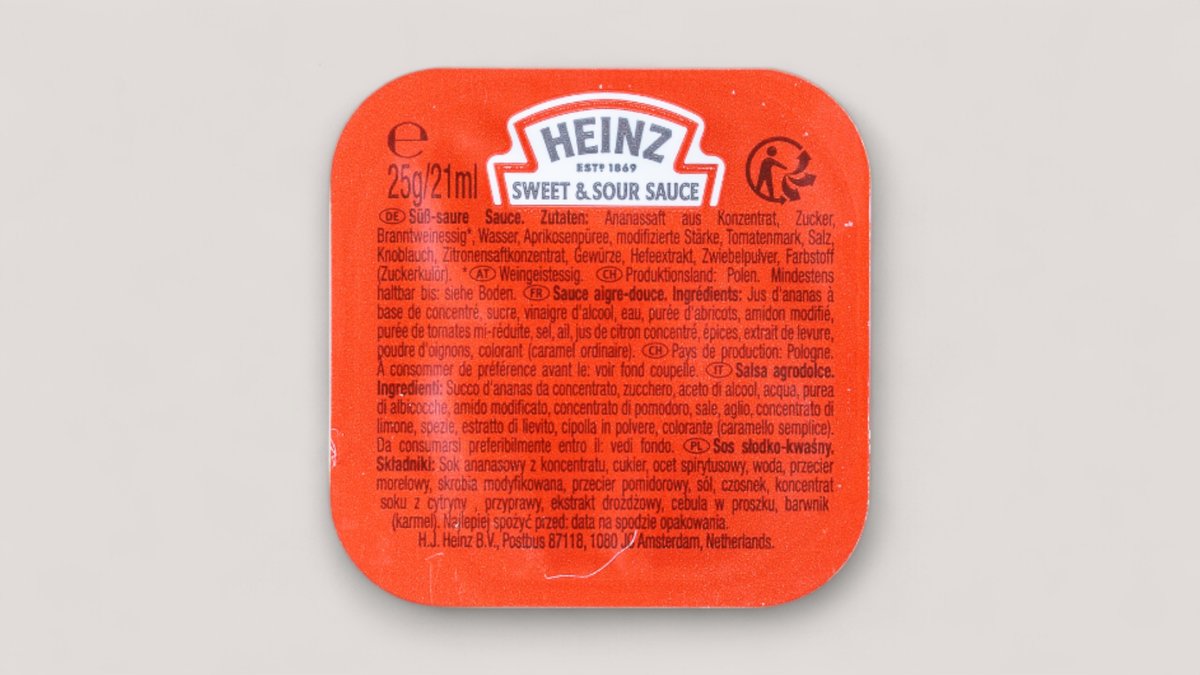 ℮
25g/21ml
HEINZ
ESTD 1869
SWEET & SOUR SAUCE
(DE) Süß-saure Sauce. Zutaten: Ananassaft aus Konzentrat, Zucker,
Branntweinessig*, Wasser, Aprikosenpüree, modifizierte Stärke, Tomatenmark, Salz,
Knoblauch, Zitronensaftkonzentrat, Gewürze, Hefeextrakt, Zwiebelpulver, Farbstoff
(Zuckerkulör). *(AT) Weingeistessig. (CH) Produktionsland: Polen. Mindestens
haltbar bis: siehe Boden. (FR) Sauce aigre-douce. Ingrédients: Jus d'ananas à
base de concentré, sucre, vinaigre d'alcool, eau, purée d'abricots, amidon modifié,
purée de tomates mi-réduite, sel, ail, jus de citron concentré, épices, extrait de levure,
poudre d'oignons, colorant (caramel ordinaire). (CH) Pays de production: Pologne.
À consommer de préférence avant le: voir fond coupelle. (IT) Salsa agrodolce.
Ingredienti: Succo d'ananas da concentrato, zucchero, aceto di alcool, acqua, purea
di albicocche, amido modificato, concentrato di pomodoro, sale, aglio, concentrato di
limone, spezie, estratto di lievito, cipolla in polvere, colorante (caramello semplice).
Da consumarsi preferibilmente entro il: vedi fondo. (PL) Sos słodko-kwaśny.
Składniki: Sok ananasowy z koncentratu, cukier, ocet spirytusowy, woda, przecier
morelowy, skrobia modyfikowana, przecier pomidorowy, sól, czosnek, koncentrat
soku z cytryny , przyprawy, ekstrakt drożdżowy, cebula w proszku, barwnik
(karmel). Najlepiej spożyć przed: data na spodzie opakowania.
H.J. Heinz B.V., Postbus 87118, 1080 JC Amsterdam, Netherlands.